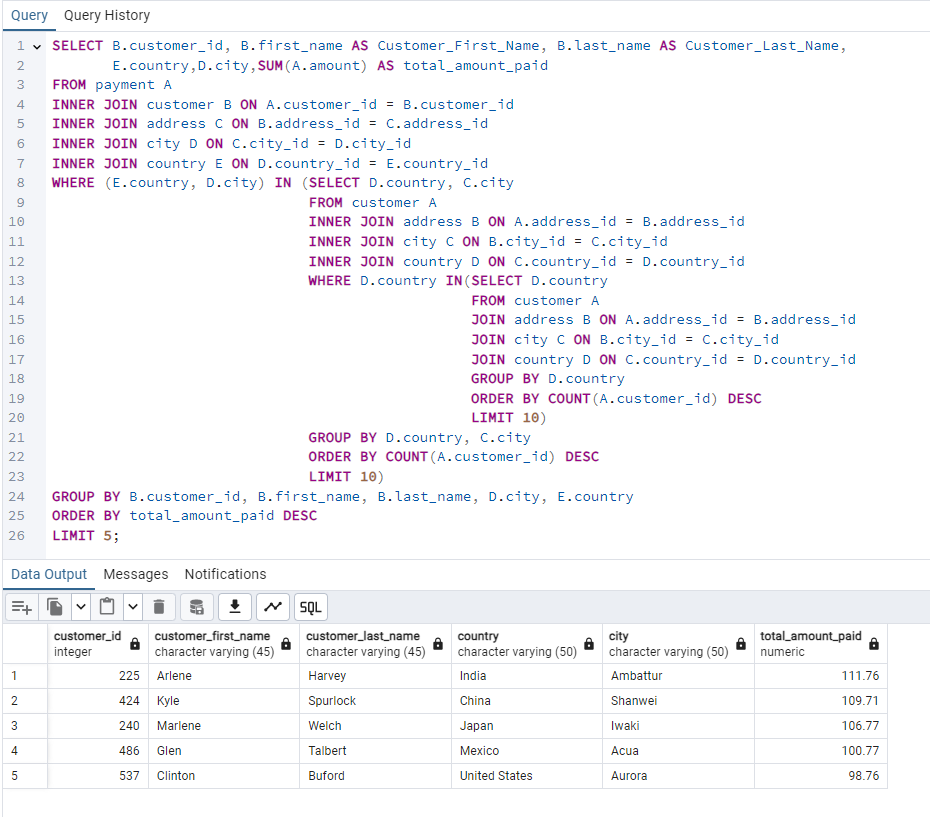 Query Query History
1 SELECT B.customer_id, B.first_name AS Customer_First_Name, B.last_name AS Customer_Last_Name,
2 E.country,D.city,SUM(A.amount) AS total_amount_paid
3 FROM payment A
4 INNER JOIN customer B ON A.customer_id = B.customer_id
5 INNER JOIN address C ON B.address_id = C.address_id
6 INNER JOIN city D ON C.city_id = D.city_id
7 INNER JOIN country E ON D.country_id = E.country_id
8 WHERE (E.country, D.city) IN (SELECT D.country, C.city
9 FROM customer A
10 INNER JOIN address B ON A.address_id = B.address_id
11 INNER JOIN city C ON B.city_id = C.city_id
12 INNER JOIN country D ON C.country_id = D.country_id
13 WHERE D.country IN(SELECT D.country
14 FROM customer A
15 JOIN address B ON A.address_id = B.address_id
16 JOIN city C ON B.city_id = C.city_id
17 JOIN country D ON C.country_id = D.country_id
18 GROUP BY D.country
19 ORDER BY COUNT(A.customer_id) DESC
20 LIMIT 10)
21 GROUP BY D.country, C.city
22 ORDER BY COUNT(A.customer_id) DESC
23 LIMIT 10)
24 GROUP BY B.customer_id, B.first_name, B.last_name, D.city, E.country
25 ORDER BY total_amount_paid DESC
26 LIMIT 5;
Data Output Messages Notifications
SQL
customer_id customer_first_name customer_last_name country city total_amount_paid
integer character varying (45) character varying (45) character varying (50) character varying (50) numeric
1 225 Arlene Harvey India Ambattur 111.76
2 424 Kyle Spurlock China Shanwei 109.71
3 240 Marlene Welch Japan Iwaki 106.77
4 486 Glen Talbert Mexico Acua 100.77
5 537 Clinton Buford United States Aurora 98.76